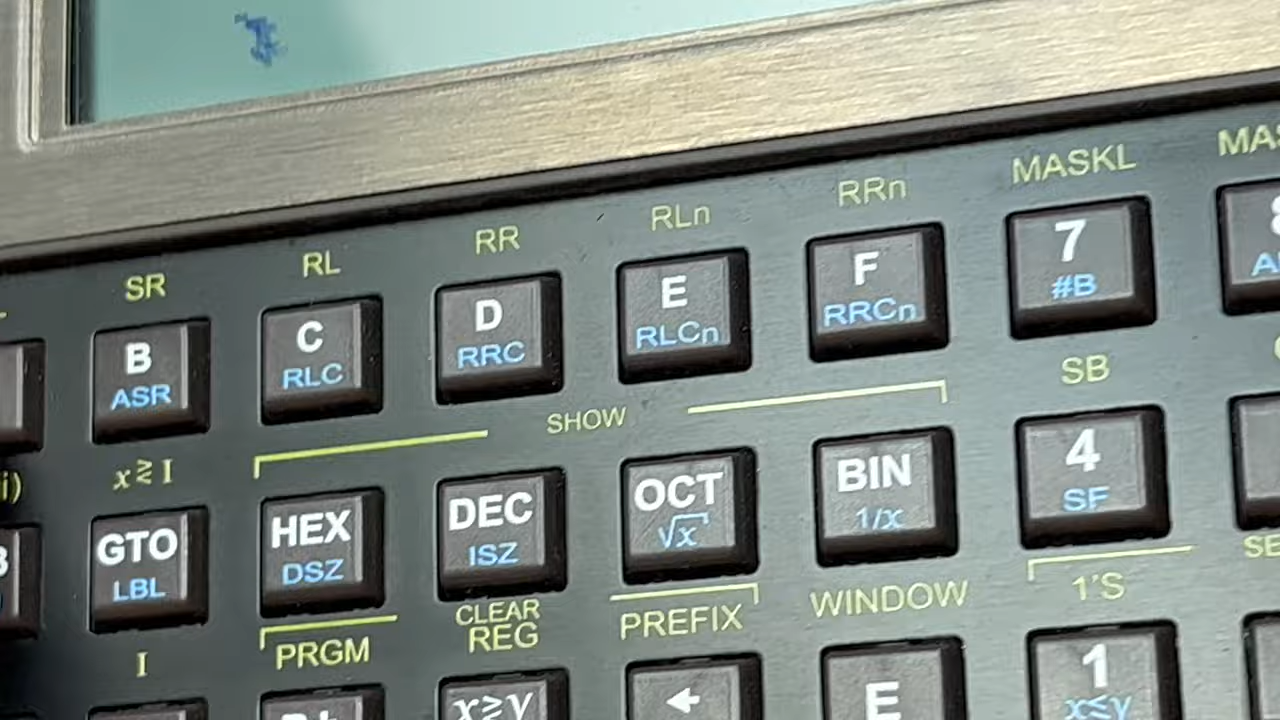 SR RL RR RLn RRn MASKL
B C D E F 7
ASR RLC RRC RLCn RRCn #B
x≷I SHOW SB
GTO HEX DEC OCT BIN 4
LBL DSZ ISZ √x 1/x SF
I PRGM CLEAR REG PREFIX WINDOW 1'S
x≷y ← E 1
x≤y